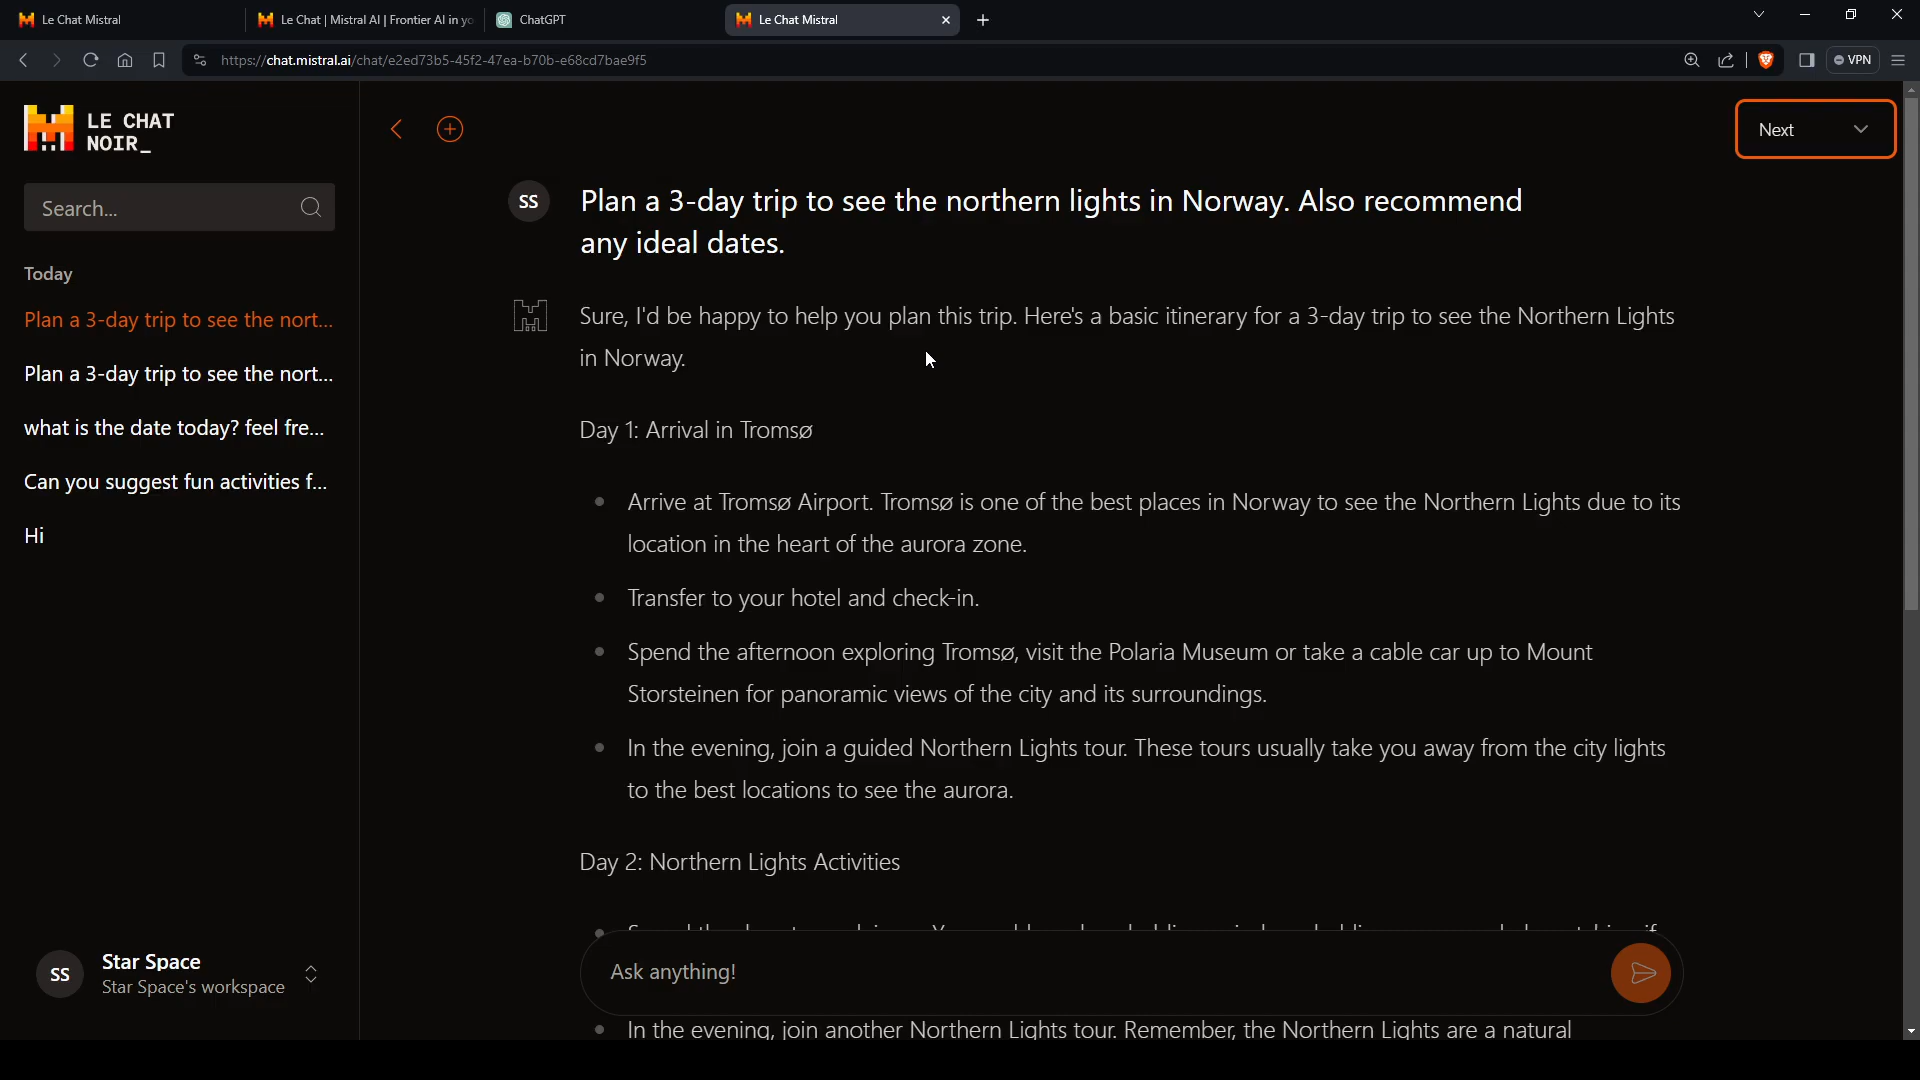 Le Chat Mistral
Le Chat | Mistral AI | Frontier AI in yo
ChatGPT
Le Chat Mistral
https://chat.mistral.ai/chat/e2ed73b5-45f2-47ea-b70b-e68cd7bae9f5
VPN
LE CHAT
NOIR_
Next
Search...
SS
Plan a 3-day trip to see the northern lights in Norway. Also recommend
any ideal dates.
Today
Plan a 3-day trip to see the nort...
Plan a 3-day trip to see the nort...
what is the date today? feel fre...
Can you suggest fun activities f...
Hi
Sure, I'd be happy to help you plan this trip. Here's a basic itinerary for a 3-day trip to see the Northern Lights
in Norway.
Day 1: Arrival in Tromsø
Arrive at Tromsø Airport. Tromsø is one of the best places in Norway to see the Northern Lights due to its
location in the heart of the aurora zone.
Transfer to your hotel and check-in.
Spend the afternoon exploring Tromsø, visit the Polaria Museum or take a cable car up to Mount
Storsteinen for panoramic views of the city and its surroundings.
In the evening, join a guided Northern Lights tour. These tours usually take you away from the city lights
to the best locations to see the aurora.
Day 2: Northern Lights Activities
Ask anything!
In the evening, join another Northern Lights tour. Remember, the Northern Lights are a natural
SS
Star Space
Star Space's workspace